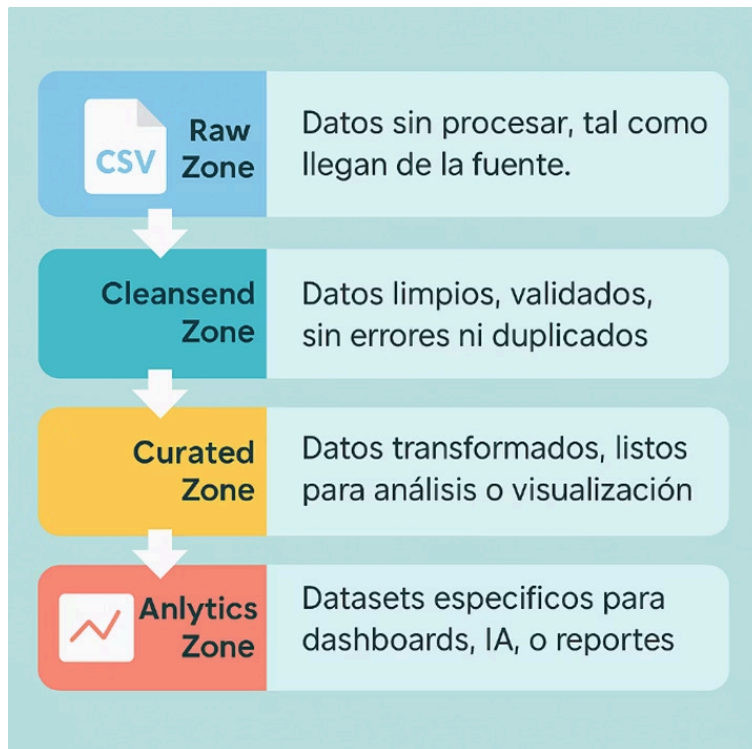 CSV
Raw
Zone
Datos sin procesar, tal como
llegan de la fuente.
Cleansend
Zone
Datos limpios, validados,
sin errores ni duplicados
Curated
Zone
Datos transformados, listos
para análisis o visualización
Anlytics
Zone
Datasets especificos para
dashboards, IA, o reportes